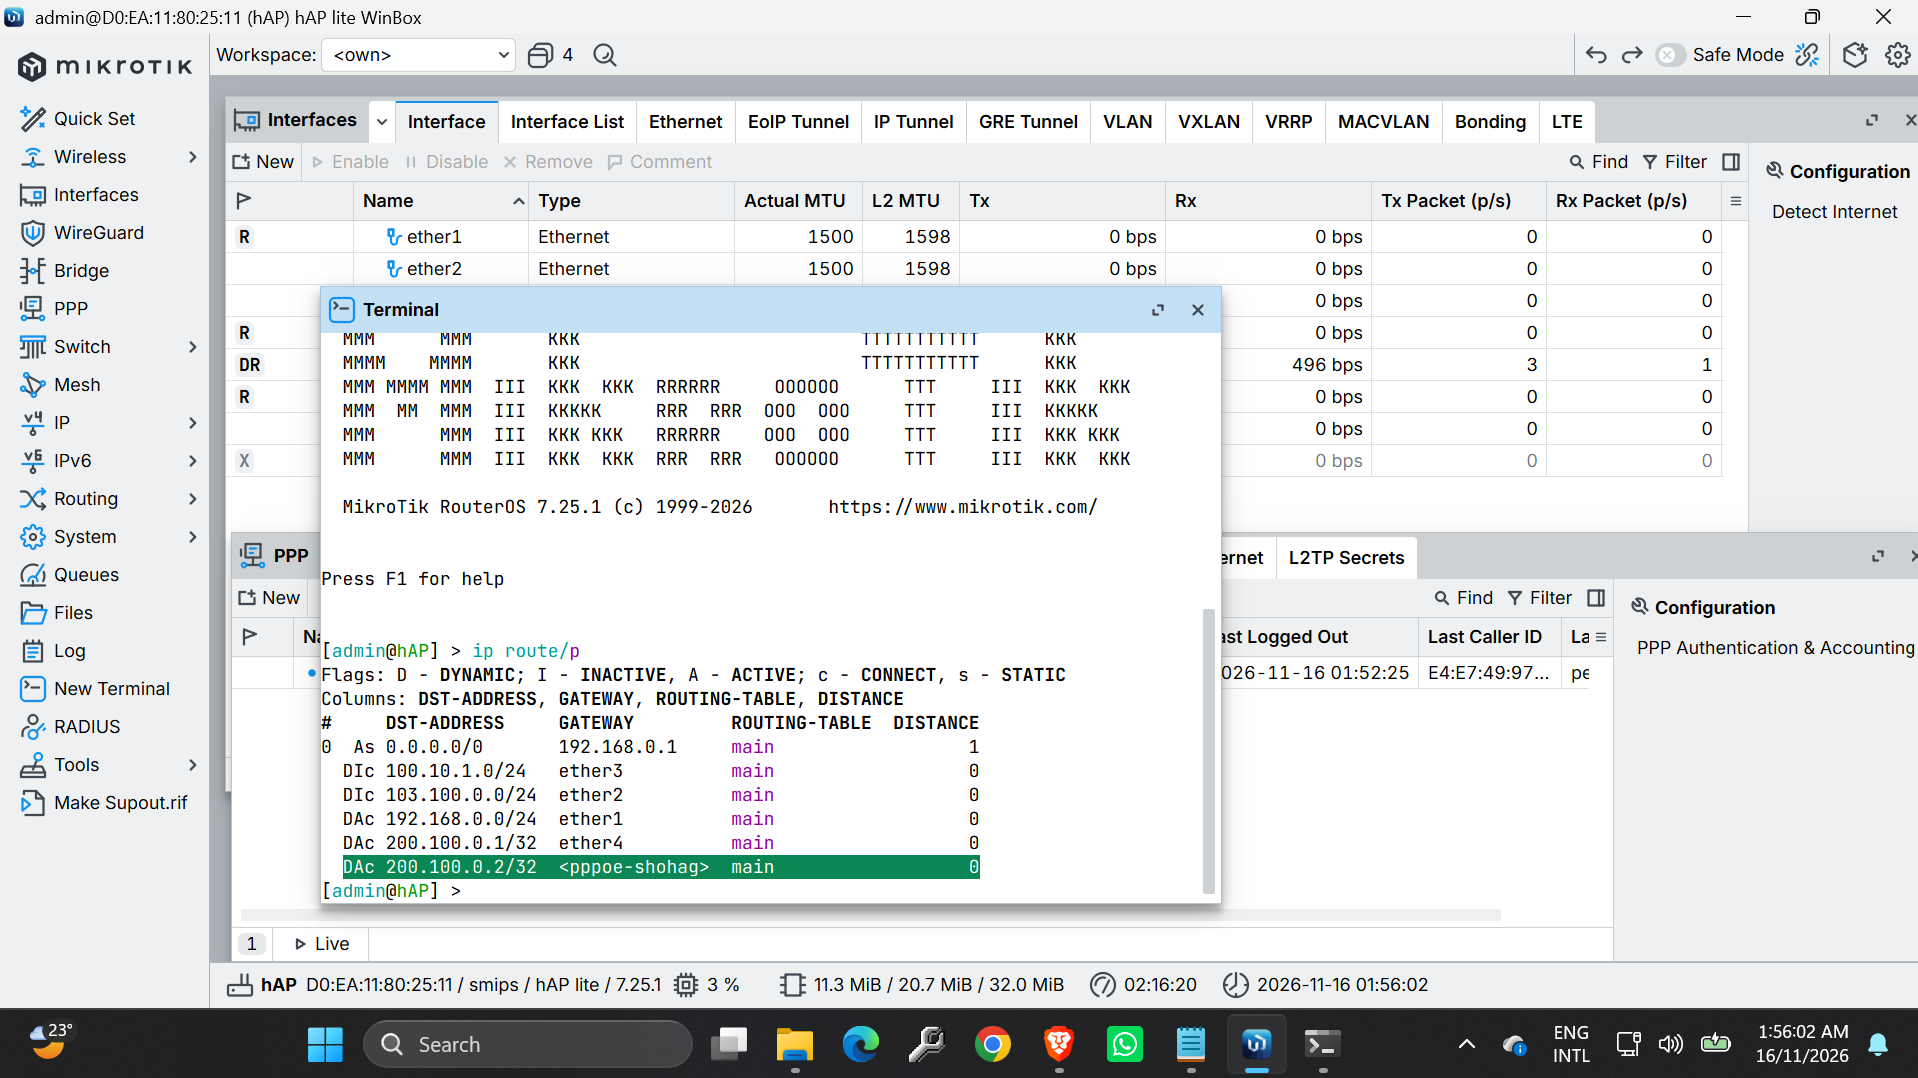 admin@D0:EA:11:80:25:11 (hAP) hAP lite WinBox
mikrotik
Workspace: <own> 4
Safe Mode
Quick Set
Wireless
Interfaces
WireGuard
Bridge
PPP
Switch
Mesh
IP
IPv6
Routing
System
Queues
Files
Log
New Terminal
RADIUS
Tools
Make Supout.rif
Interfaces Interface Interface List Ethernet EoIP Tunnel IP Tunnel GRE Tunnel VLAN VXLAN VRRP MACVLAN Bonding LTE
New Enable Disable Remove Comment Find Filter
Name Type Actual MTU L2 MTU Tx Rx Tx Packet (p/s) Rx Packet (p/s)
R ether1 Ethernet 1500 1598 0 bps 0 bps 0 0
ether2 Ethernet 1500 1598 0 bps 0 bps 0 0
0 bps 0 0
R 0 bps 0 0
DR 496 bps 3 1
R 0 bps 0 0
0 bps 0 0
X 0 bps 0 0
Configuration
Detect Internet
Terminal
MMM MMM KKK TTTTTTTTTTT KKK
MMMM MMMM KKK TTTTTTTTTTT KKK
MMM MMMM MMM III KKK KKK RRRRRR OOOOOO TTT III KKK KKK
MMM MM MMM III KKKKK RRR RRR OOO OOO TTT III KKKKK
MMM MMM III KKK KKK RRRRRR OOO OOO TTT III KKK KKK
MMM MMM III KKK KKK RRR RRR OOOOOO TTT III KKK KKK
MikroTik RouterOS 7.25.1 (c) 1999-2026 https://www.mikrotik.com/
Press F1 for help
[admin@hAP] > ip route/p
Flags: D - DYNAMIC; I - INACTIVE, A - ACTIVE; c - CONNECT, s - STATIC
Columns: DST-ADDRESS, GATEWAY, ROUTING-TABLE, DISTANCE
# DST-ADDRESS GATEWAY ROUTING-TABLE DISTANCE
0 As 0.0.0.0/0 192.168.0.1 main 1
DIc 100.10.1.0/24 ether3 main 0
DIc 103.100.0.0/24 ether2 main 0
DAc 192.168.0.0/24 ether1 main 0
DAc 200.100.0.1/32 ether4 main 0
DAc 200.100.0.2/32 <pppoe-shohag> main 0
[admin@hAP] >
PPP ernet L2TP Secrets
New Find Filter
Na ast Logged Out Last Caller ID La
026-11-16 01:52:25 E4:E7:49:97... pe
Configuration
PPP Authentication & Accounting
1 Live
hAP D0:EA:11:80:25:11 / smips / hAP lite / 7.25.1 3 % 11.3 MiB / 20.7 MiB / 32.0 MiB 02:16:20 2026-11-16 01:56:02
23°
Search
ENG
INTL
1:56:02 AM
16/11/2026